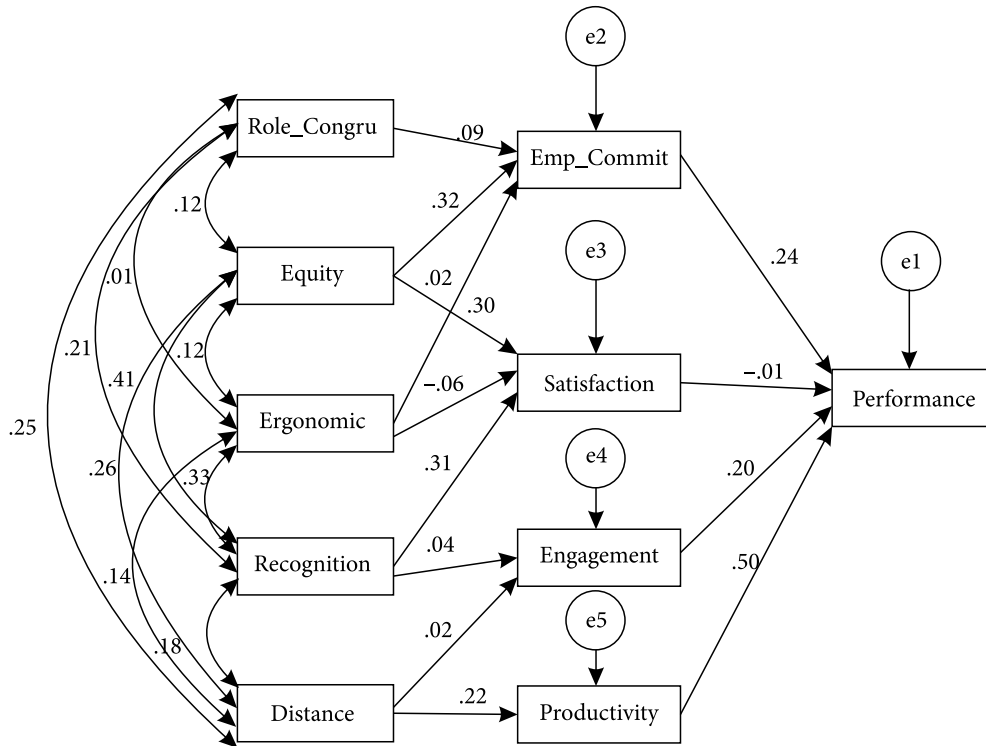 e2
Role_Congru
.09
Emp_Commit
.12
.32
e3
.24
e1
Equity
.01
.02
.30
.21
.12
.41
Satisfaction
–.01
–.06
Performance
Ergonomic
.25
.26
.33
.31
e4
.20
Recognition
.04
Engagement
.14
.50
e5
.18
.02
Distance
.22
Productivity